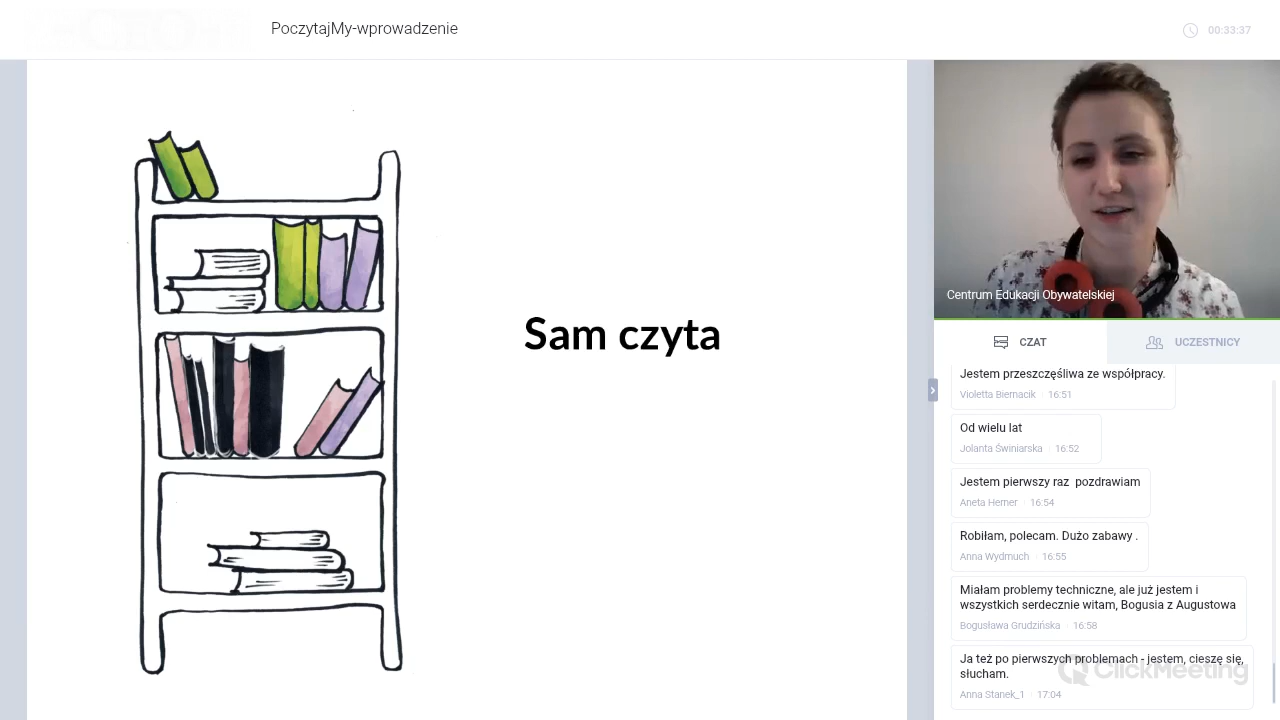 PoczytajMy-wprowadzenie
00:33:37
Sam czyta
Centrum Edukacji Obywatelskiej
CZAT
UCZESTNICY
Jestem przeszczęśliwa ze współpracy.
Violetta Biernacik 16:51
Od wielu lat
Jolanta Świniarska 16:52
Jestem pierwszy raz pozdrawiam
Aneta Herner 16:54
Robiłam, polecam. Dużo zabawy .
Anna Wydmuch 16:55
Miałam problemy techniczne, ale już jestem i
wszystkich serdecznie witam, Bogusia z Augustowa
Bogusława Grudzińska 16:58
Ja też po pierwszych problemach - jestem, cieszę się,
słucham.
Anna Stanek_1 17:04
ClickMeeting